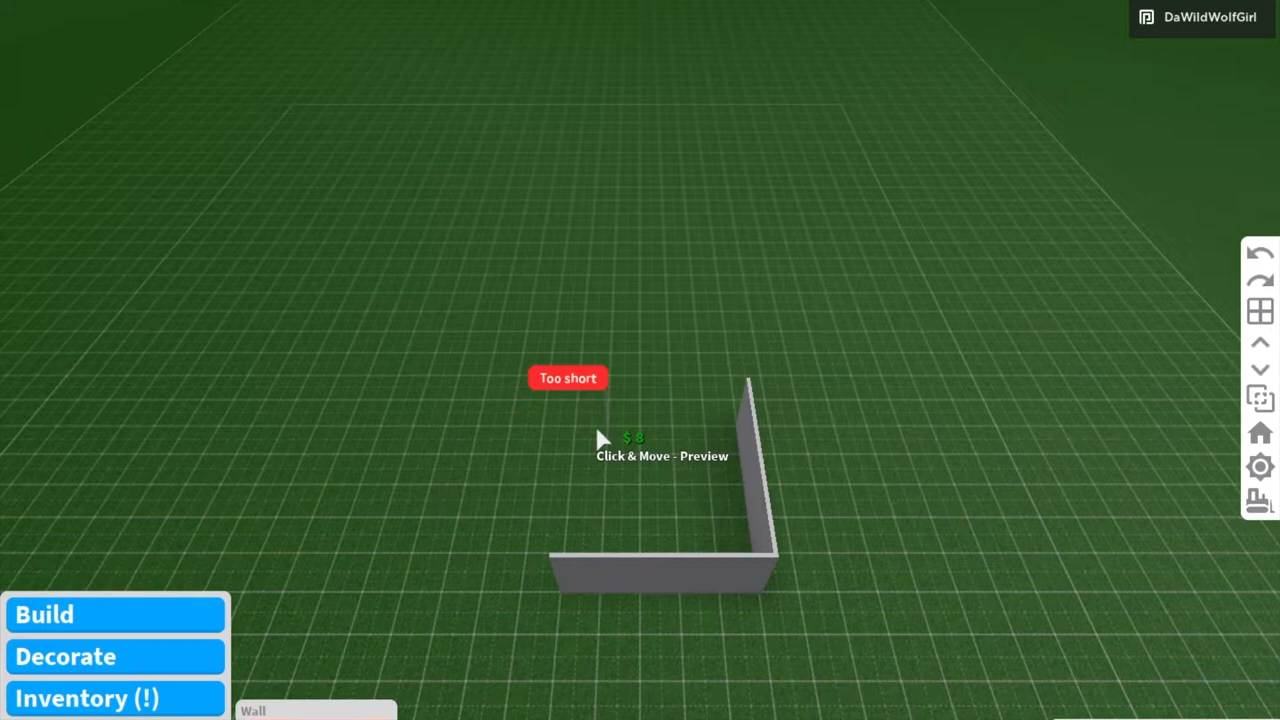 DaWildWolfGirl
Too short
$ 8
Click & Move - Preview
Build
Decorate
Inventory (!)
Wall